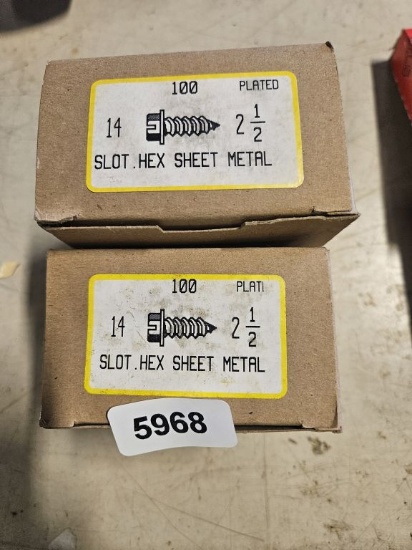 100 PLATED
14 2 1/2
SLOT.HEX SHEET METAL
100 PLATI
14 2 1/2
SLOT.HEX SHEET METAL
5968